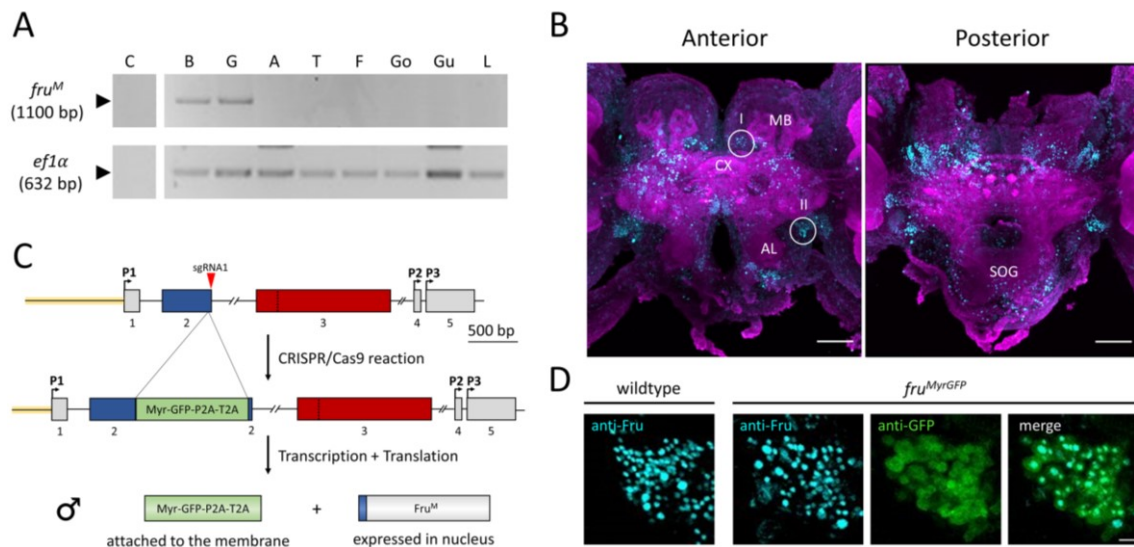 A
C B G A T F Go Gu L
fruᴹ
(1100 bp)
ef1α
(632 bp)
B
Anterior
Posterior
I
MB
CX
II
AL
SOG
C
sgRNA1
P1 P2 P3
1 2 3 4 5
500 bp
CRISPR/Cas9 reaction
P1 P2 P3
Myr-GFP-P2A-T2A
1 2 2 3 4 5
Transcription + Translation
♂ Myr-GFP-P2A-T2A + Fruᴹ
attached to the membrane expressed in nucleus
D
wildtype
fruᴹʸʳᴳᶠᴾ
anti-Fru anti-Fru anti-GFP merge